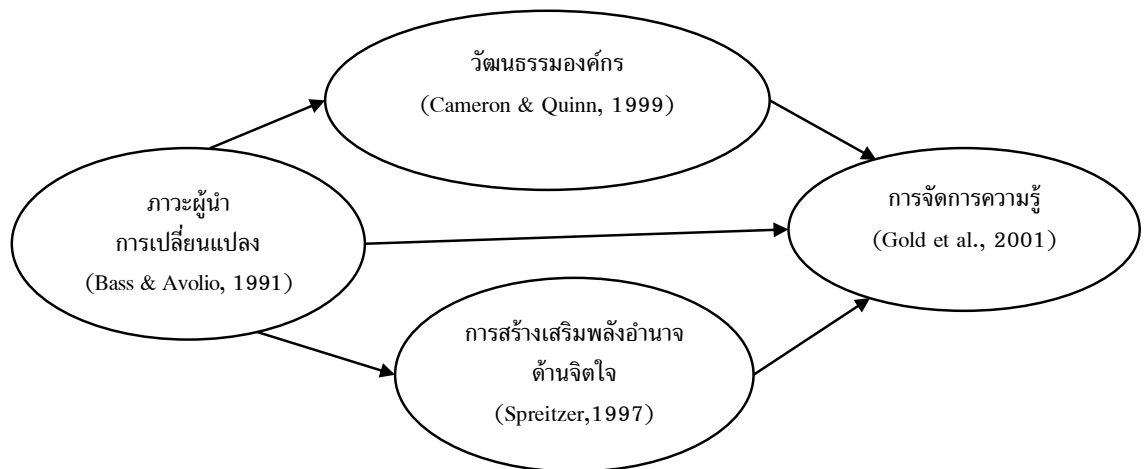 วัฒนธรรมองค์กร
(Cameron & Quinn, 1999)
ภาวะผู้นำ
การเปลี่ยนแปลง
(Bass & Avolio, 1991)
การจัดการความรู้
(Gold et al., 2001)
การสร้างเสริมพลังอำนาจ
ด้านจิตใจ
(Spreitzer,1997)